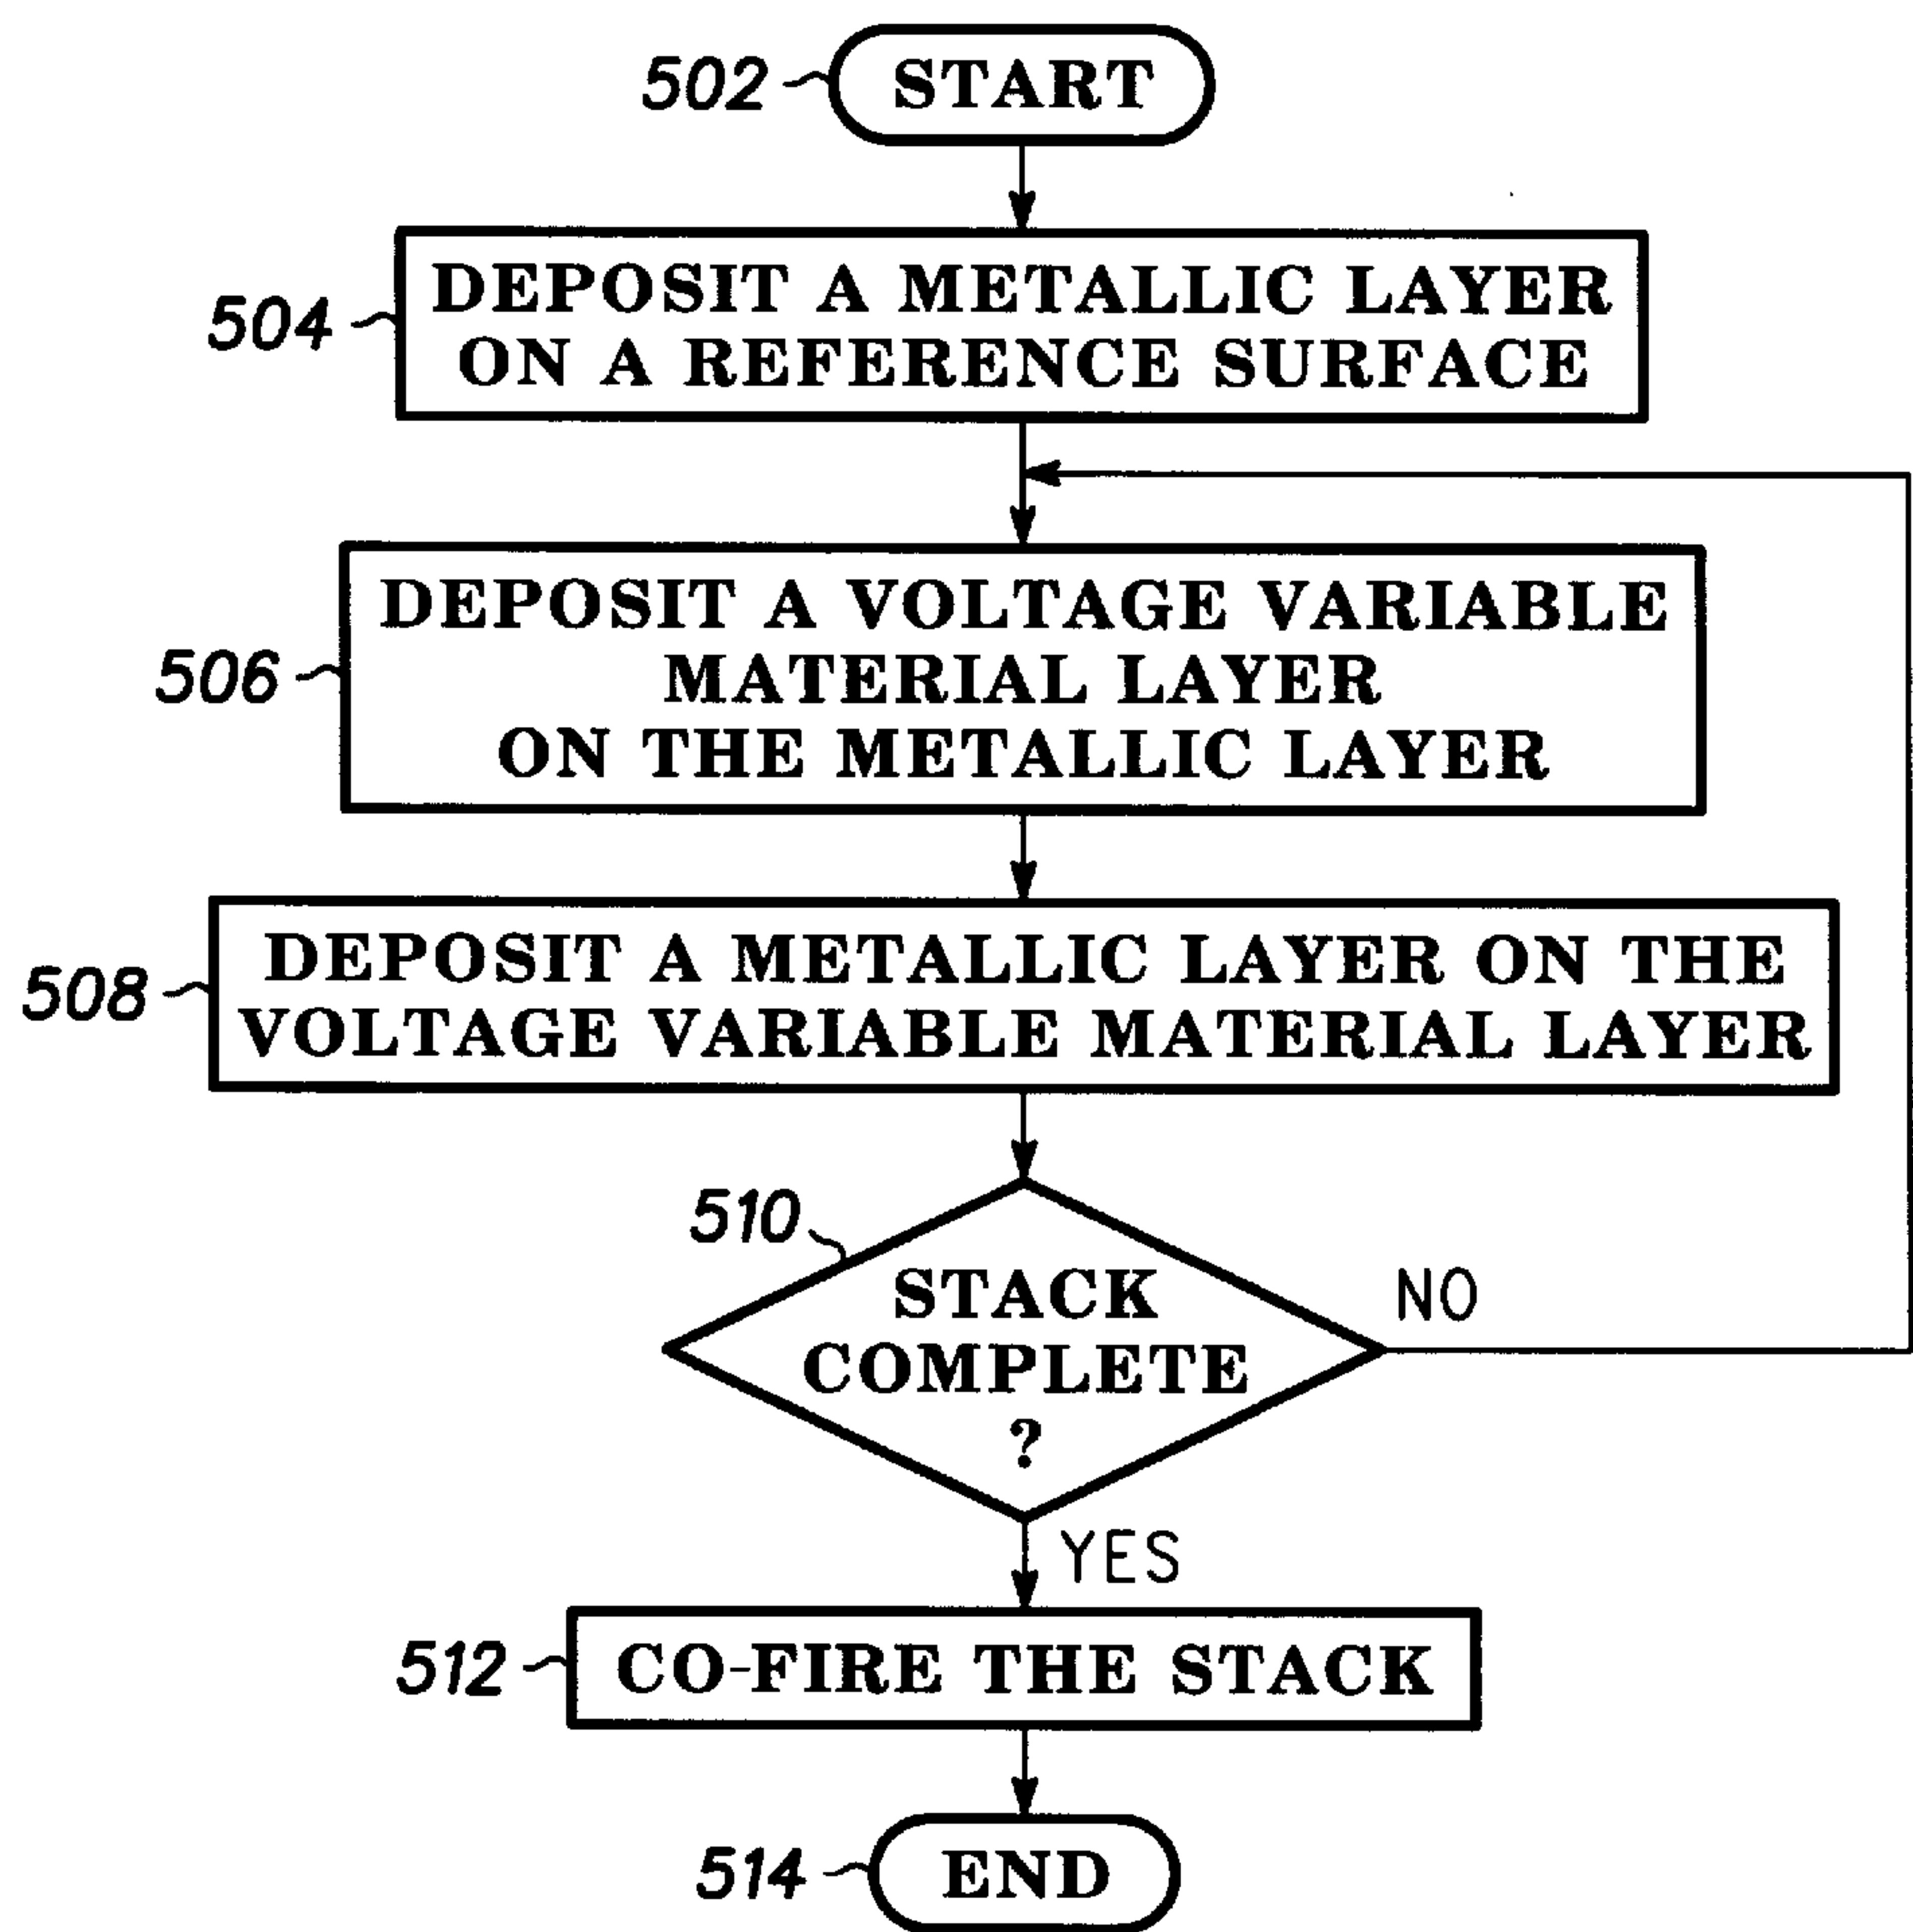 502 START
504
DEPOSIT A METALLIC LAYER
ON A REFERENCE SURFACE
506
DEPOSIT A VOLTAGE VARIABLE
MATERIAL LAYER
ON THE METALLIC LAYER
508
DEPOSIT A METALLIC LAYER ON THE
VOLTAGE VARIABLE MATERIAL LAYER
510
STACK
COMPLETE
?
NO
YES
512 CO-FIRE THE STACK
514 END